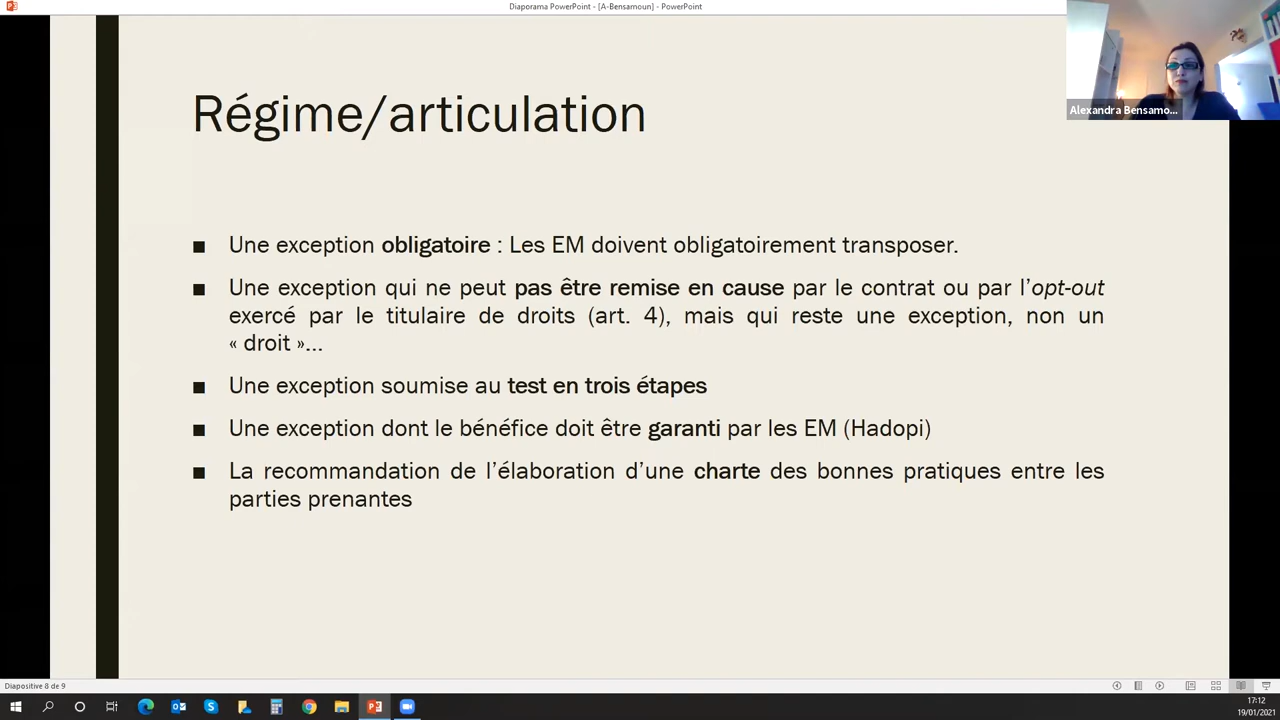 Diaporama PowerPoint - [A-Bensamoun] - PowerPoint
Alexandra Bensamo...
Régime/articulation
■ Une exception obligatoire : Les EM doivent obligatoirement transposer.
■ Une exception qui ne peut pas être remise en cause par le contrat ou par l’opt-out
exercé par le titulaire de droits (art. 4), mais qui reste une exception, non un
« droit »...
■ Une exception soumise au test en trois étapes
■ Une exception dont le bénéfice doit être garanti par les EM (Hadopi)
■ La recommandation de l’élaboration d’une charte des bonnes pratiques entre les
parties prenantes
Diapositive 8 de 9
17:12
19/01/2021